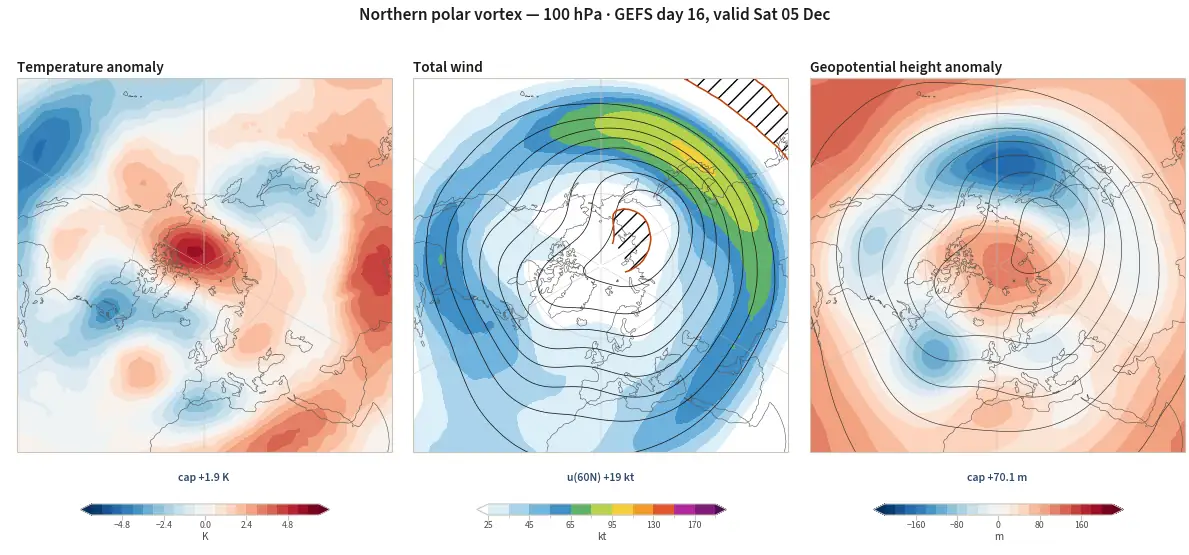 Northern polar vortex — 100 hPa · GEFS day 16, valid Sat 05 Dec
Temperature anomaly
Total wind
Geopotential height anomaly
cap +1.9 K
u(60N) +19 kt
cap +70.1 m
−4.8 −2.4 0.0 2.4 4.8
K
25 45 65 95 130 170
kt
−160 −80 0 80 160
m